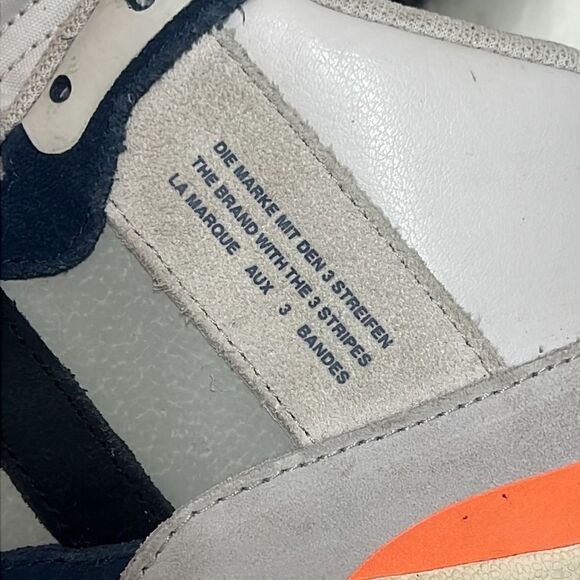 DIE MARKE MIT DEN 3 STREIFEN
THE BRAND WITH THE 3 STRIPES
LA MARQUE AUX 3 BANDES